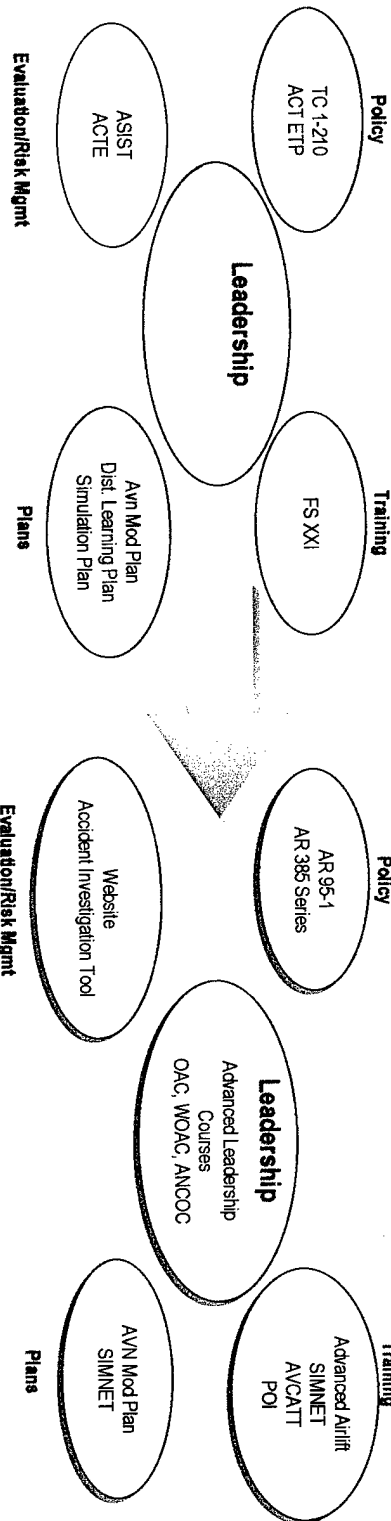 Policy
TC 1-210
ACT ETP
Training
FS XXI
Leadership
ASIST
ACTE
Evaluation/Risk Mgmt
Avn Mod Plan
Dist. Learning Plan
Simulation Plan
Plans
Policy
AR 95-1
AR 385 Series
Training
Advanced Airlift
SIMNET
AVCATT
POI
Leadership
Advanced Leadership
Courses
OAC, WOAC, ANCOC
Website
Accident Investigation Tool
Evaluation/Risk Mgmt
AVN Mod Plan
SIMNET
Plans